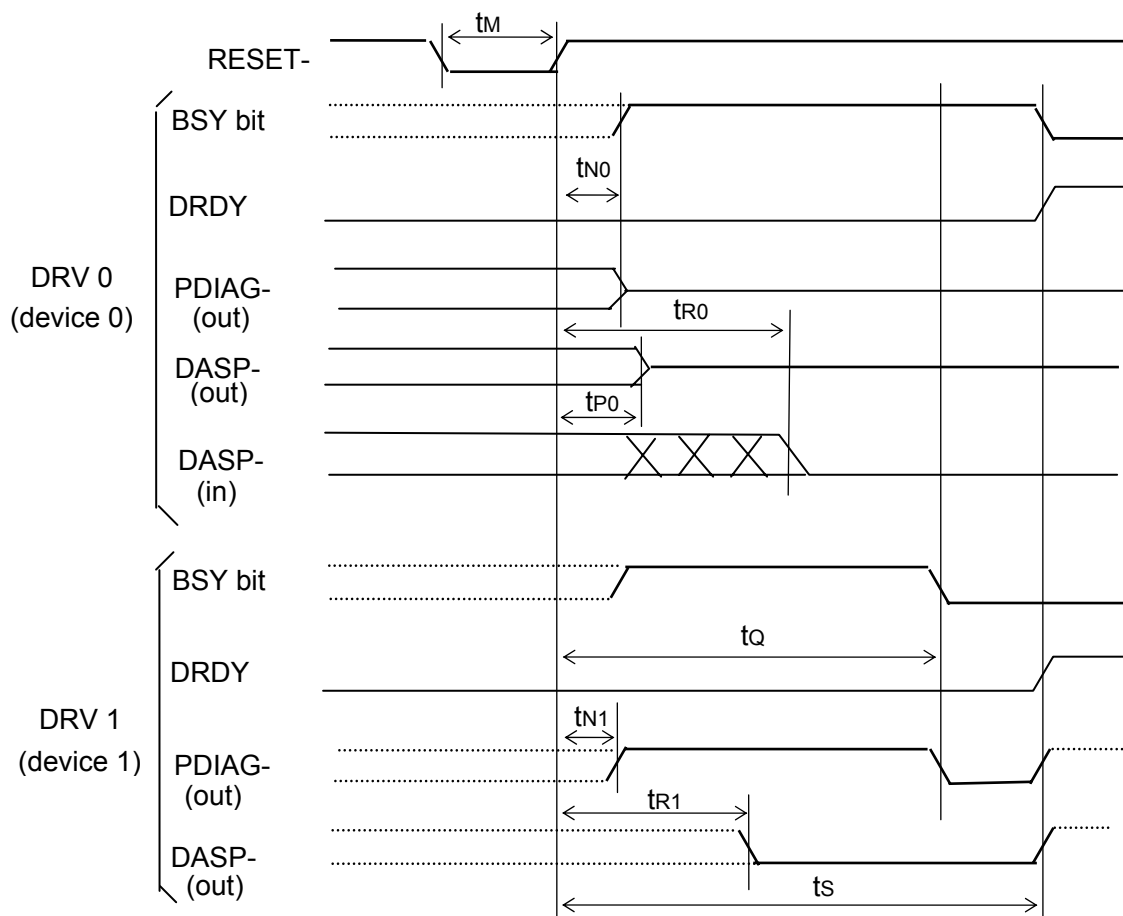 tM
RESET-
BSY bit
tN0
DRDY
DRV 0
(device 0)
PDIAG-
(out)
tR0
DASP-
(out)
tP0
DASP-
(in)
BSY bit
tQ
DRDY
DRV 1
(device 1)
tN1
PDIAG-
(out)
tR1
DASP-
(out)
tS